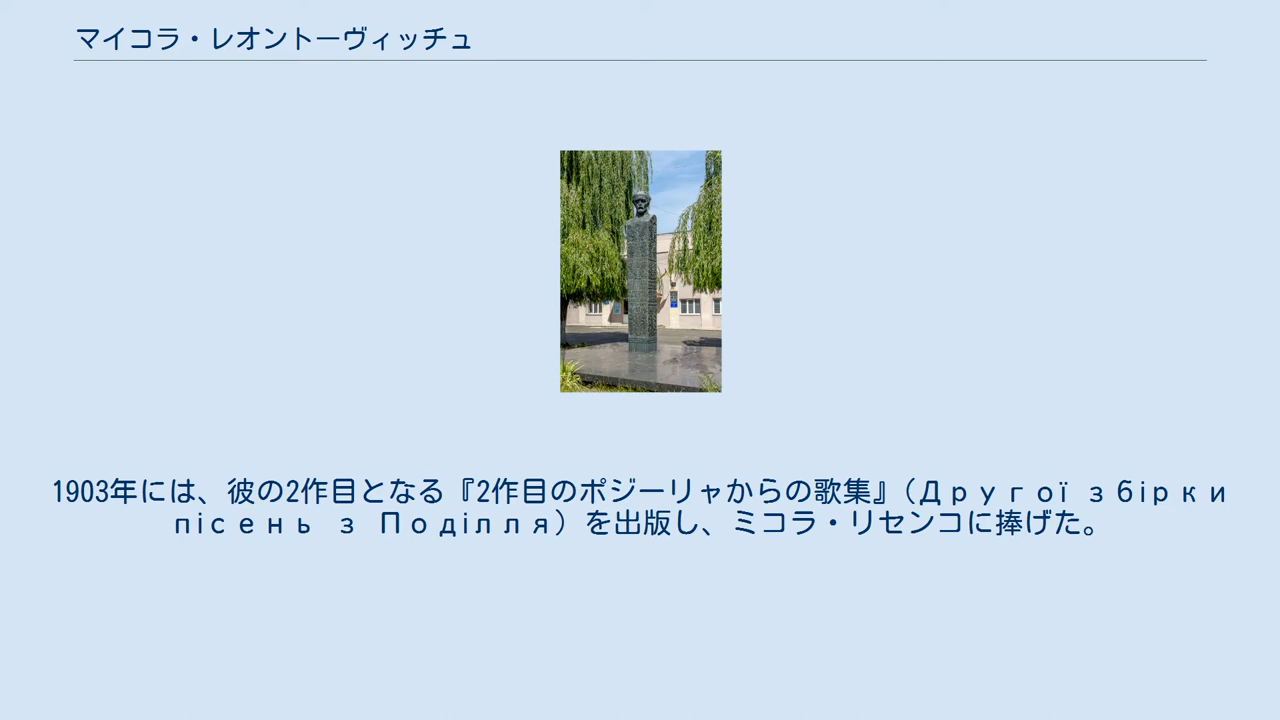 マイコラ・レオントーヴィッチュ
1903年には、彼の2作目となる『2作目のポジーリャからの歌集』（Другої збірки
пісень з Поділля）を出版し、ミコラ・リセンコに捧げた。